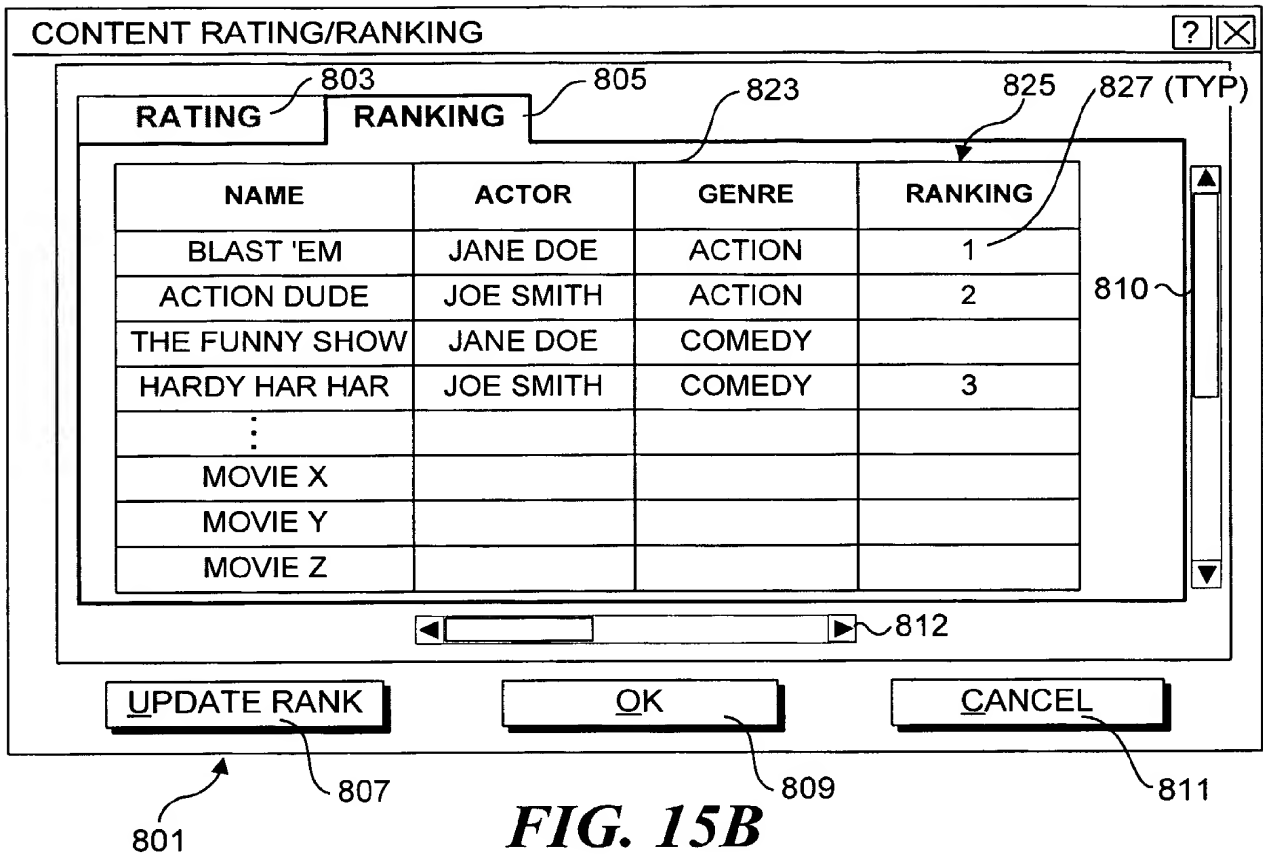 CONTENT RATING/RANKING ?
803 805 823 825 827 (TYP)
RATING RANKING
NAME ACTOR GENRE RANKING
BLAST 'EM JANE DOE ACTION 1
ACTION DUDE JOE SMITH ACTION 2 810
THE FUNNY SHOW JANE DOE COMEDY
HARDY HAR HAR JOE SMITH COMEDY 3
⋮
MOVIE X
MOVIE Y
MOVIE Z
812
UPDATE RANK OK CANCEL
801 807 809 811
FIG. 15B